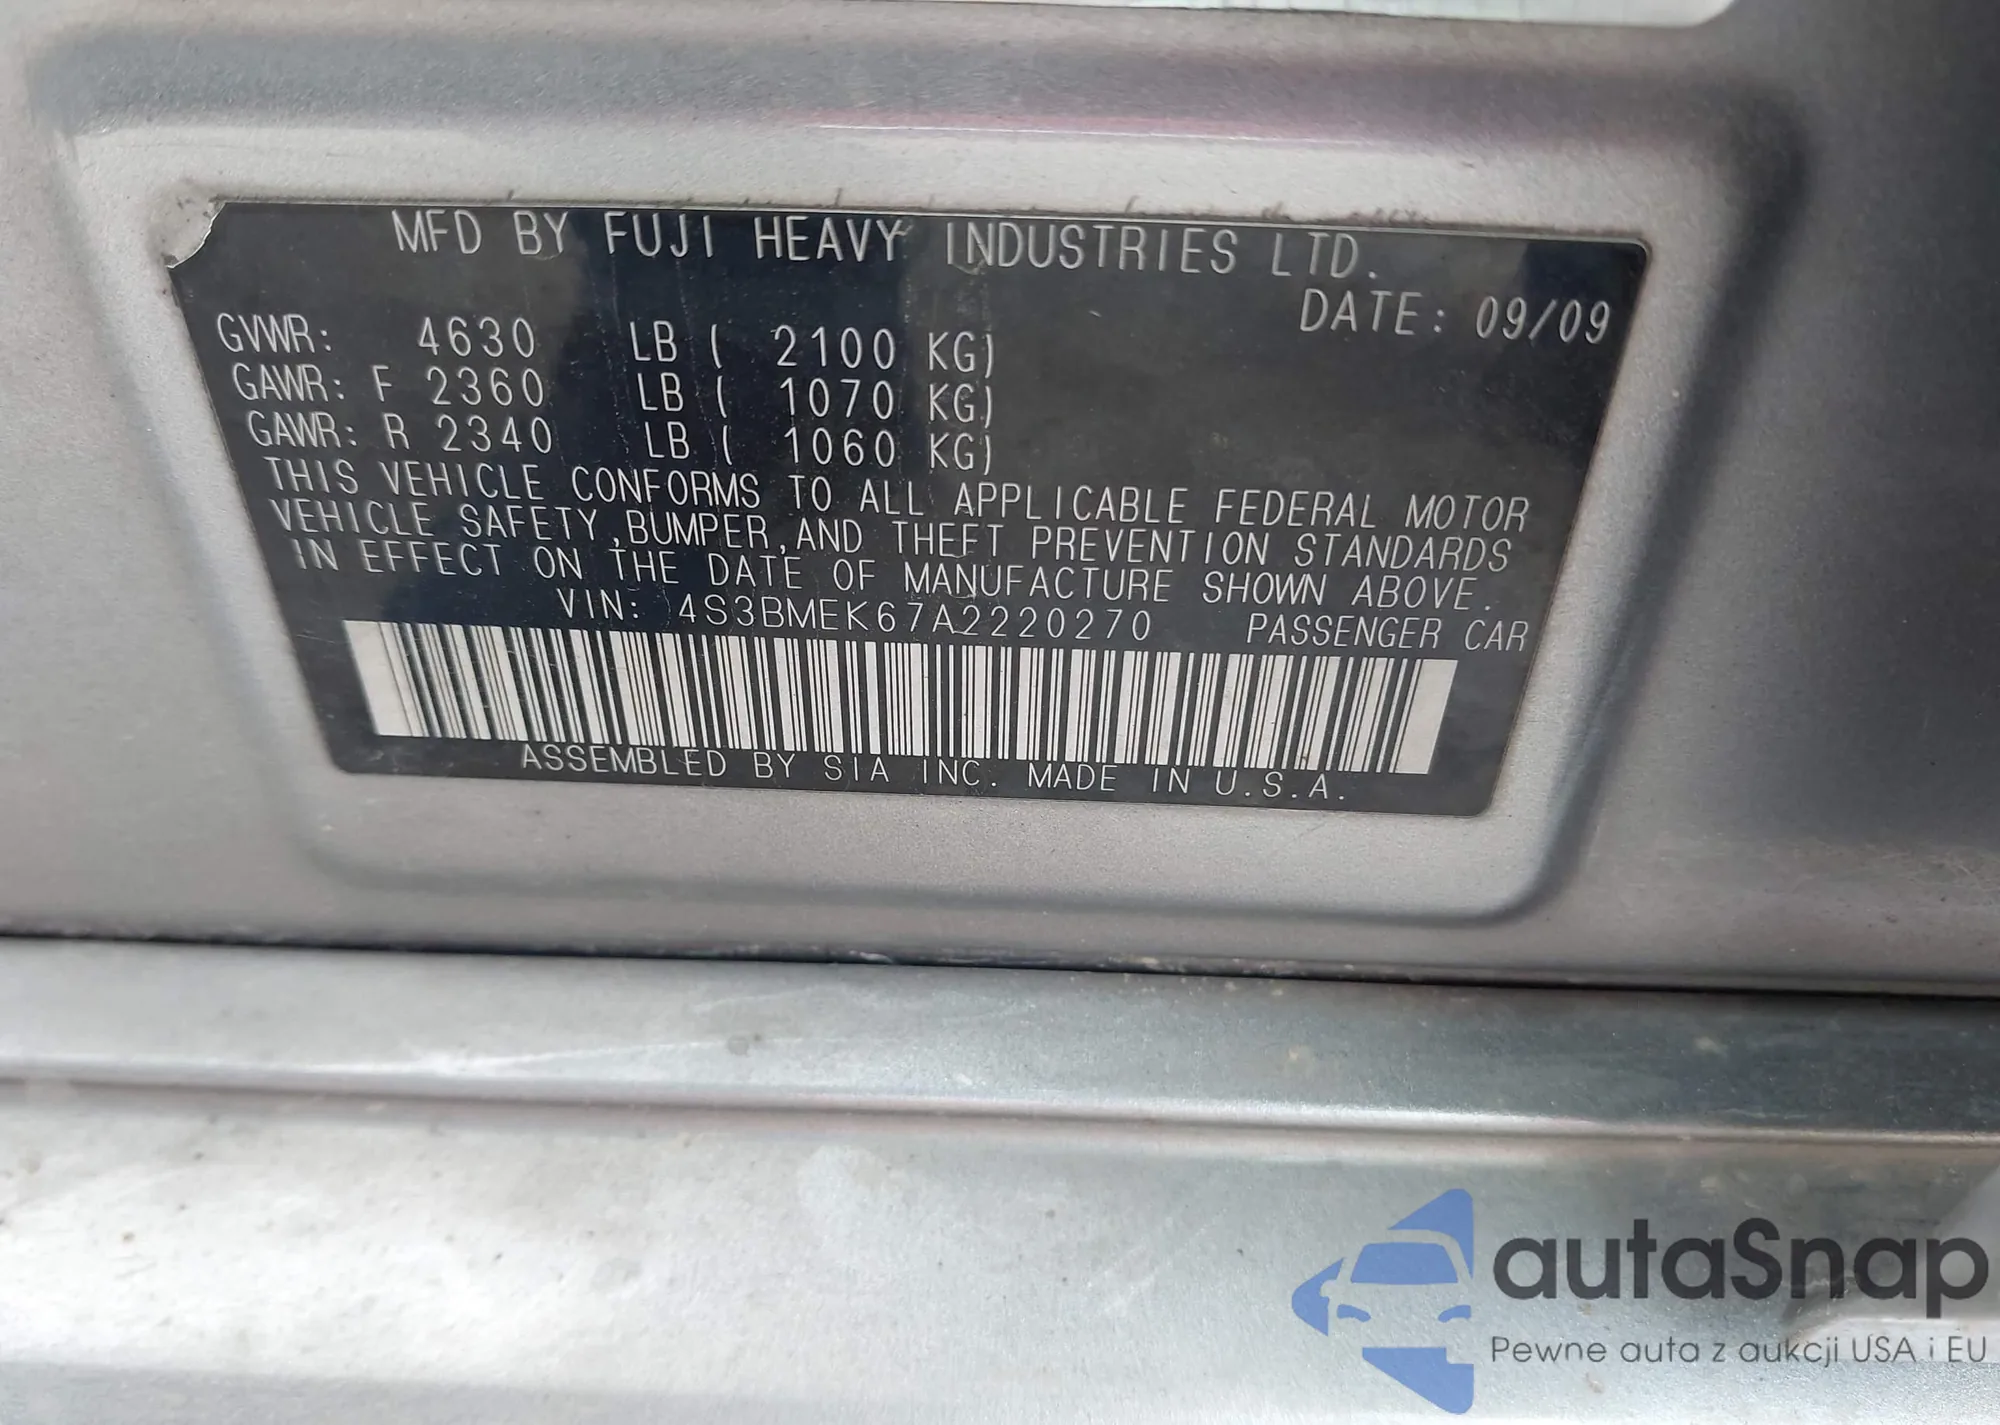 MFD BY FUJI HEAVY INDUSTRIES LTD.
DATE: 09/09
GVWR: 4630 LB ( 2100 KG)
GAWR: F 2360 LB ( 1070 KG)
GAWR: R 2340 LB ( 1060 KG)
THIS VEHICLE CONFORMS TO ALL APPLICABLE FEDERAL MOTOR
VEHICLE SAFETY,BUMPER,AND THEFT PREVENTION STANDARDS
IN EFFECT ON THE DATE OF MANUFACTURE SHOWN ABOVE.
VIN: 4S3BMEK67A2220270 PASSENGER CAR
ASSEMBLED BY SIA INC. MADE IN U.S.A.
autaSnap
Pewne auta z aukcji USA i EU